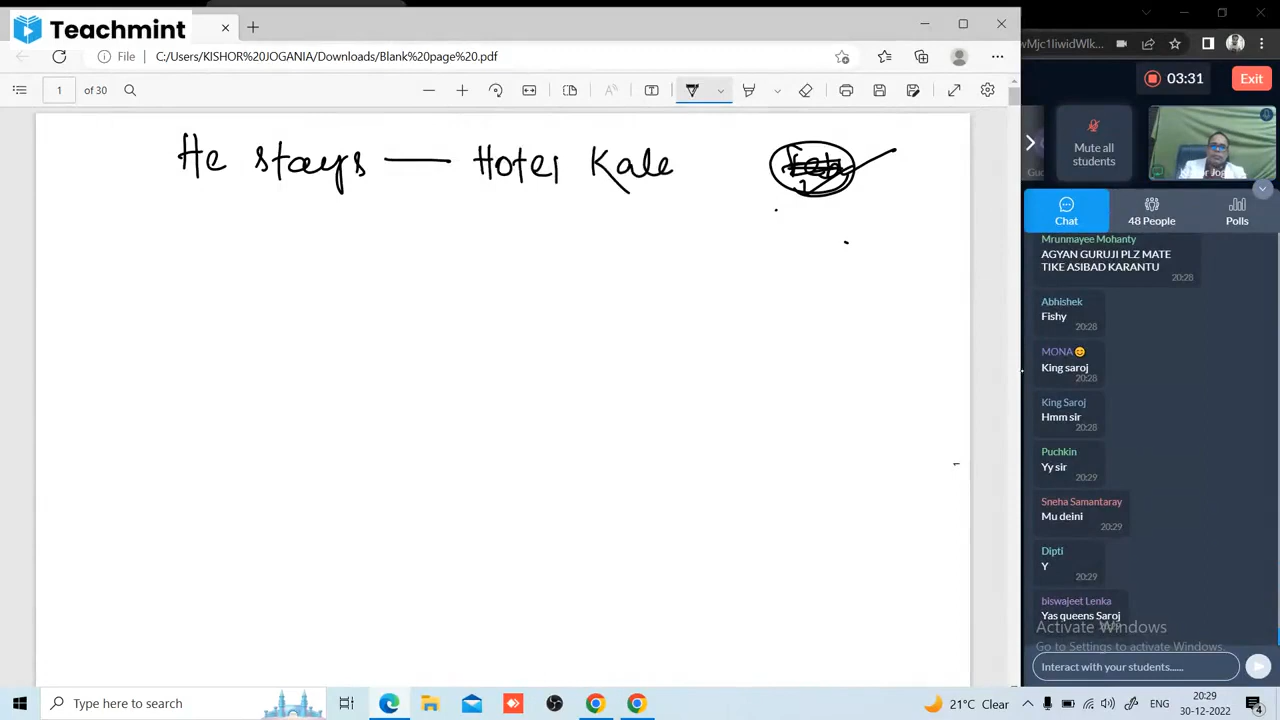 Teachmint
File C:/Users/KISHOR%20JOGANIA/Downloads/Blank%20page%20.pdf
wMjc1IiwidWlk...
1 of 30
03:31 Exit
He stays — Hotel Kale
Mute all students
Chat 48 People Polls
Mrunmayee Mohanty
AGYAN GURUJI PLZ MATE
TIKE ASIBAD KARANTU
20:28
Abhishek
Fishy
20:28
MONA😊
King saroj
20:28
King Saroj
Hmm sir
20:28
Puchkin
Yy sir
20:29
Sneha Samantaray
Mu deini
20:29
Dipti
Y
20:29
biswajeet Lenka
Yas queens Saroj
20:29
Activate Windows
Go to Settings to activate Windows.
Interact with your students......
Type here to search
21°C Clear
ENG
20:29
30-12-2022
4